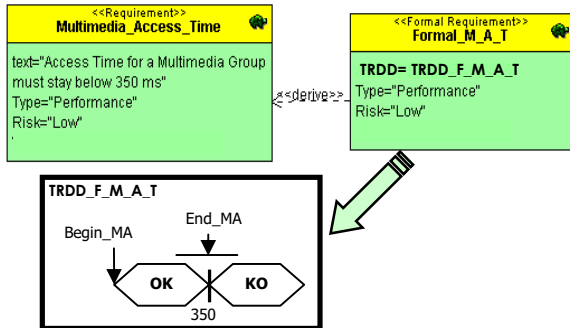 <<Requirement>>
Multimedia_Access_Time
text="Access Time for a Multimedia Group
must stay below 350 ms"
Type="Performance"
Risk="Low"
<<derive>>
<<Formal Requirement>>
Formal_M_A_T
TRDD= TRDD_F_M_A_T
Type="Performance"
Risk="Low"
TRDD_F_M_A_T
Begin_MA
End_MA
OK
KO
350